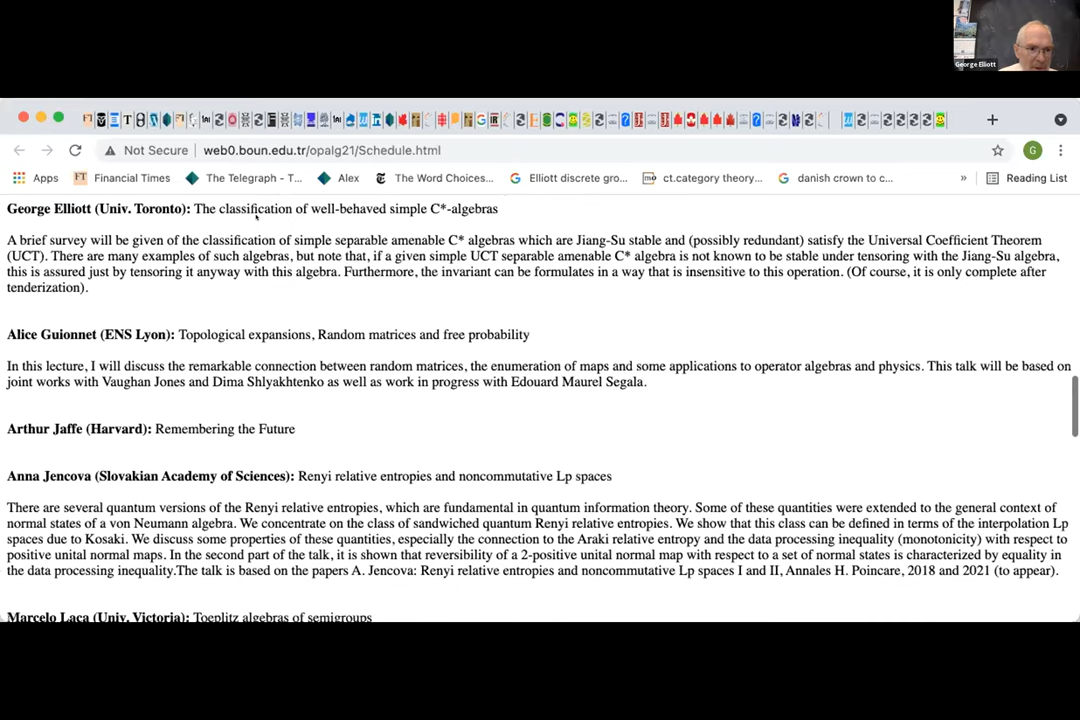 George Elliott
Not Secure web0.boun.edu.tr/opalg21/Schedule.html G
Apps FT Financial Times The Telegraph - T... Alex The Word Choices... G Elliott discrete gro... mo ct.category theory... G danish crown to c... » Reading List
George Elliott (Univ. Toronto): The classification of well-behaved simple C*-algebras
A brief survey will be given of the classification of simple separable amenable C* algebras which are Jiang-Su stable and (possibly redundant) satisfy the Universal Coefficient Theorem
(UCT). There are many examples of such algebras, but note that, if a given simple UCT separable amenable C* algebra is not known to be stable under tensoring with the Jiang-Su algebra,
this is assured just by tensoring it anyway with this algebra. Furthermore, the invariant can be formulates in a way that is insensitive to this operation. (Of course, it is only complete after
tenderization).
Alice Guionnet (ENS Lyon): Topological expansions, Random matrices and free probability
In this lecture, I will discuss the remarkable connection between random matrices, the enumeration of maps and some applications to operator algebras and physics. This talk will be based on
joint works with Vaughan Jones and Dima Shlyakhtenko as well as work in progress with Edouard Maurel Segala.
Arthur Jaffe (Harvard): Remembering the Future
Anna Jencova (Slovakian Academy of Sciences): Renyi relative entropies and noncommutative Lp spaces
There are several quantum versions of the Renyi relative entropies, which are fundamental in quantum information theory. Some of these quantities were extended to the general context of
normal states of a von Neumann algebra. We concentrate on the class of sandwiched quantum Renyi relative entropies. We show that this class can be defined in terms of the interpolation Lp
spaces due to Kosaki. We discuss some properties of these quantities, especially the connection to the Araki relative entropy and the data processing inequality (monotonicity) with respect to
positive unital normal maps. In the second part of the talk, it is shown that reversibility of a 2-positive unital normal map with respect to a set of normal states is characterized by equality in
the data processing inequality.The talk is based on the papers A. Jencova: Renyi relative entropies and noncommutative Lp spaces I and II, Annales H. Poincare, 2018 and 2021 (to appear).
Marcelo Laca (Univ. Victoria): Toeplitz algebras of semigroups